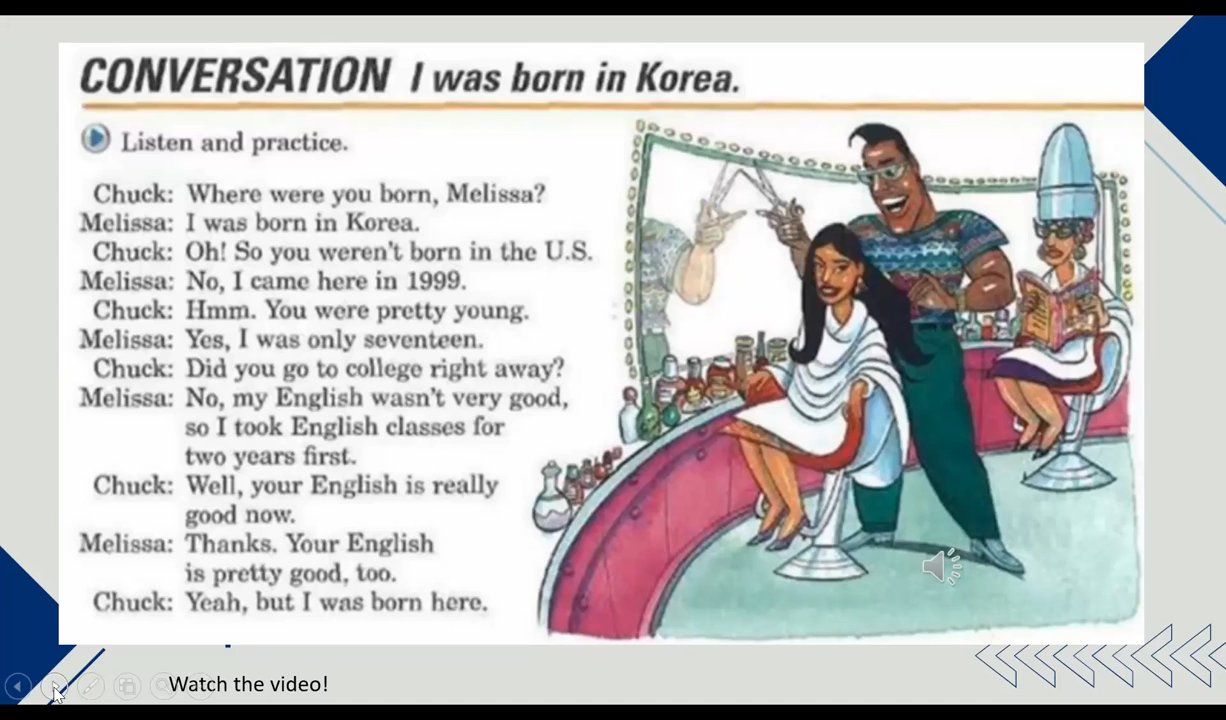 CONVERSATION I was born in Korea.
Listen and practice.
Chuck: Where were you born, Melissa?
Melissa: I was born in Korea.
Chuck: Oh! So you weren't born in the U.S.
Melissa: No, I came here in 1999.
Chuck: Hmm. You were pretty young.
Melissa: Yes, I was only seventeen.
Chuck: Did you go to college right away?
Melissa: No, my English wasn't very good,
so I took English classes for
two years first.
Chuck: Well, your English is really
good now.
Melissa: Thanks. Your English
is pretty good, too.
Chuck: Yeah, but I was born here.
Watch the video!